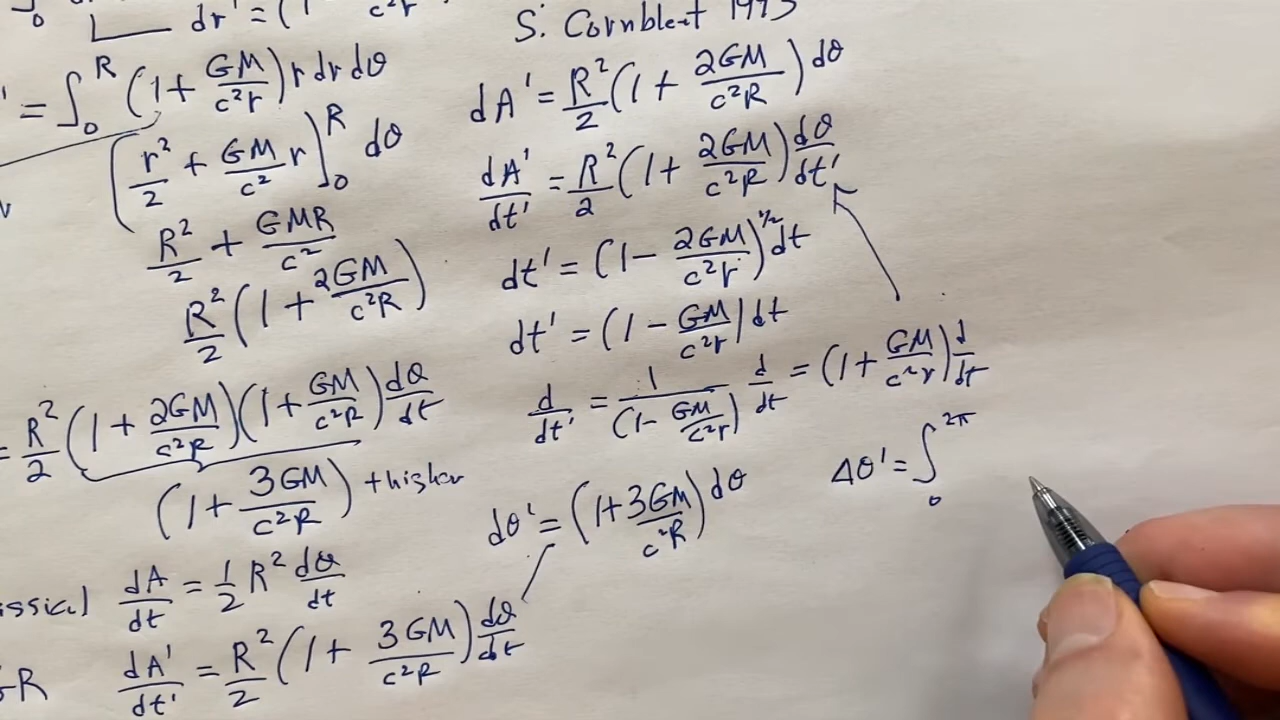 dr' = (1
c²r
S. Cornbleet 1993
' = ∫₀ᴿ (1 + GM/c²r) r dr dθ
(r²/2 + GM/c² r]₀ᴿ dθ
R²/2 + GMR/c²
R²/2 (1 + 2GM/c²R)
= R²/2 (1 + 2GM/c²R)(1 + GM/c²R) dθ/dt
(1 + 3GM/c²R) + higher
dA/dt = 1/2 R² dθ/dt
dA'/dt' = R²/2 (1 + 3GM/c²R) dθ/dt
dA' = R²/2 (1 + 2GM/c²R) dθ
dA'/dt' = R²/2 (1 + 2GM/c²R) dθ/dt'
dt' = (1 - 2GM/c²r)^½ dt
dt' = (1 - GM/c²r) dt
d/dt' = 1/(1 - GM/c²r) d/dt = (1 + GM/c²r) d/dt
dθ' = (1 + 3GM/c²R) dθ
Δθ' = ∫₀^2π